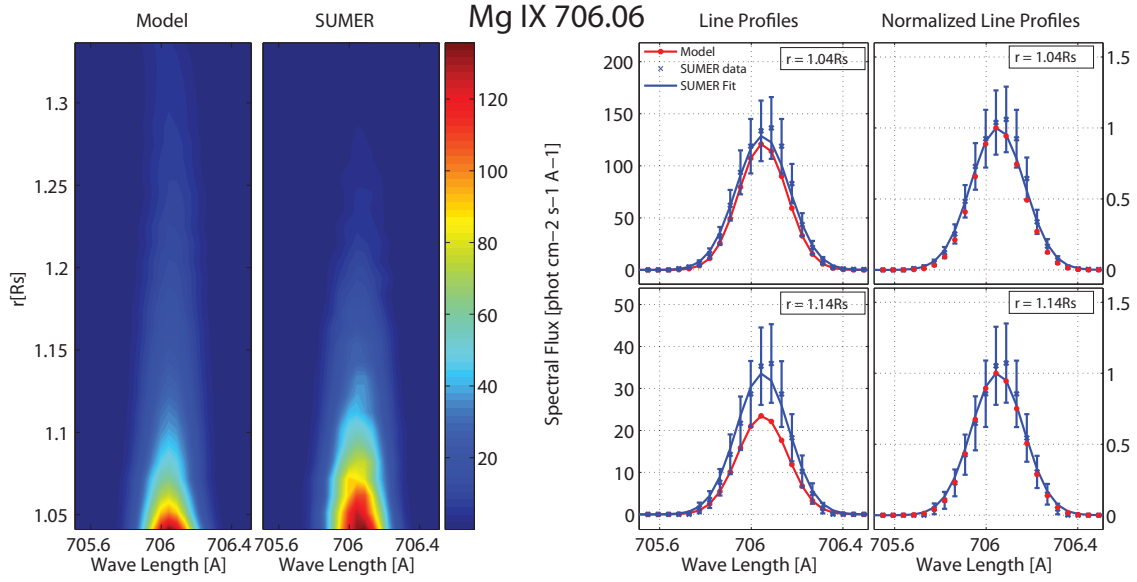 Mg IX 706.06
Model
SUMER
Line Profiles
Normalized Line Profiles
r[Rs]
1.3
1.25
1.2
1.15
1.1
1.05
705.6
706
706.4
Wave Length [A]
705.6
706
706.4
Wave Length [A]
120
100
80
60
40
20
Spectral Flux [phot cm−2 s−1 A−1]
200
150
100
50
0
Model
SUMER data
SUMER Fit
r = 1.04Rs
r = 1.04Rs
1.5
1
0.5
0
50
40
30
20
10
0
r = 1.14Rs
r = 1.14Rs
1
0.5
0
705.6
706
706.4
Wave Length [A]
705.6
706
706.4
Wave Length [A]